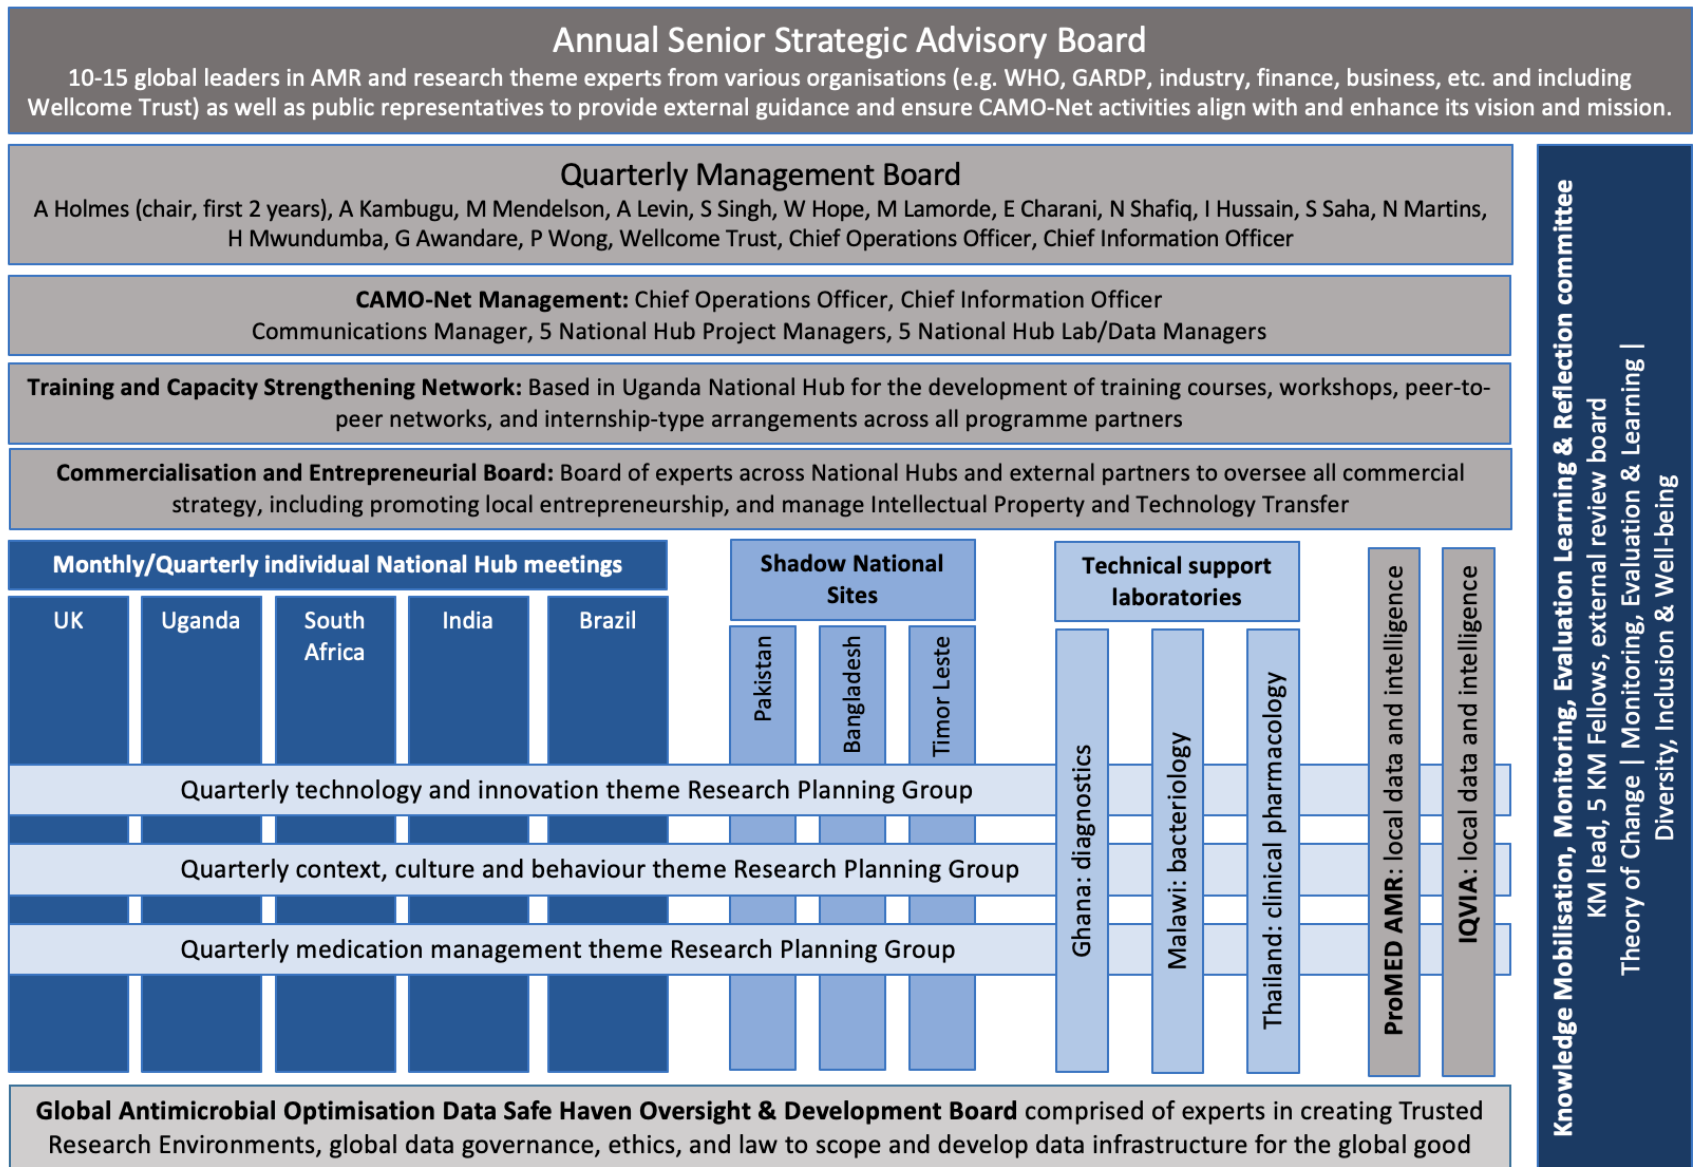 Annual Senior Strategic Advisory Board
10-15 global leaders in AMR and research theme experts from various organisations (e.g. WHO, GARDP, industry, finance, business, etc. and including
Wellcome Trust) as well as public representatives to provide external guidance and ensure CAMO-Net activities align with and enhance its vision and mission.
Quarterly Management Board
A Holmes (chair, first 2 years), A Kambugu, M Mendelson, A Levin, S Singh, W Hope, M Lamorde, E Charani, N Shafiq, I Hussain, S Saha, N Martins,
H Mwundumba, G Awandare, P Wong, Wellcome Trust, Chief Operations Officer, Chief Information Officer
CAMO-Net Management: Chief Operations Officer, Chief Information Officer
Communications Manager, 5 National Hub Project Managers, 5 National Hub Lab/Data Managers
Training and Capacity Strengthening Network: Based in Uganda National Hub for the development of training courses, workshops, peer-to-
peer networks, and internship-type arrangements across all programme partners
Commercialisation and Entrepreneurial Board: Board of experts across National Hubs and external partners to oversee all commercial
strategy, including promoting local entrepreneurship, and manage Intellectual Property and Technology Transfer
Monthly/Quarterly individual National Hub meetings
UK
Uganda
South
Africa
India
Brazil
Shadow National
Sites
Pakistan
Bangladesh
Timor Leste
Technical support
laboratories
Ghana: diagnostics
Malawi: bacteriology
Thailand: clinical pharmacology
ProMED AMR: local data and intelligence
IQVIA: local data and intelligence
Quarterly technology and innovation theme Research Planning Group
Quarterly context, culture and behaviour theme Research Planning Group
Quarterly medication management theme Research Planning Group
Global Antimicrobial Optimisation Data Safe Haven Oversight & Development Board comprised of experts in creating Trusted
Research Environments, global data governance, ethics, and law to scope and develop data infrastructure for the global good
Knowledge Mobilisation, Monitoring, Evaluation Learning & Reflection committee
KM lead, 5 KM Fellows, external review board
Theory of Change | Monitoring, Evaluation & Learning |
Diversity, Inclusion & Well-being